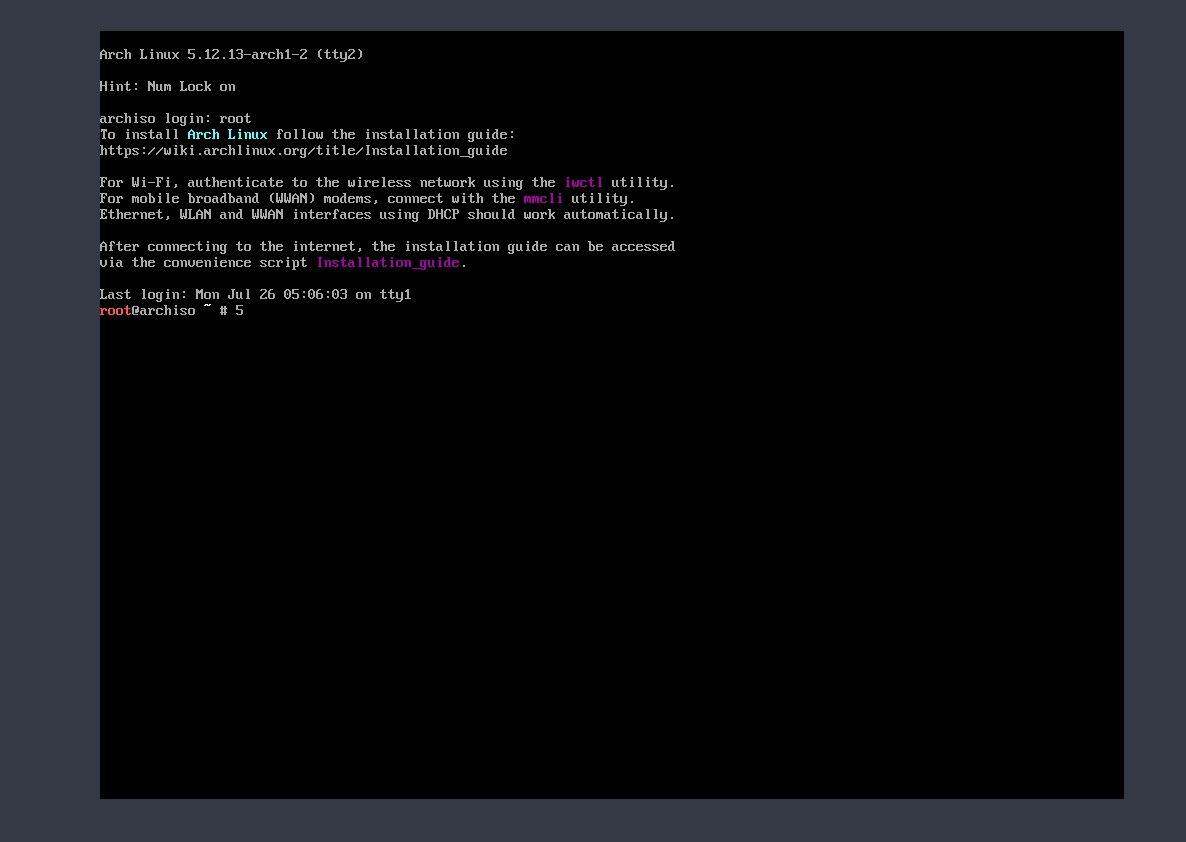 Arch Linux 5.12.13-arch1-2 (tty2)
Hint: Num Lock on
archiso login: root
To install Arch Linux follow the installation guide:
https://wiki.archlinux.org/title/Installation_guide
For Wi-Fi, authenticate to the wireless network using the iwctl utility.
For mobile broadband (WWAN) modems, connect with the mmcli utility.
Ethernet, WLAN and WWAN interfaces using DHCP should work automatically.
After connecting to the internet, the installation guide can be accessed
via the convenience script Installation_guide.
Last login: Mon Jul 26 05:06:03 on tty1
root@archiso ~ # 5